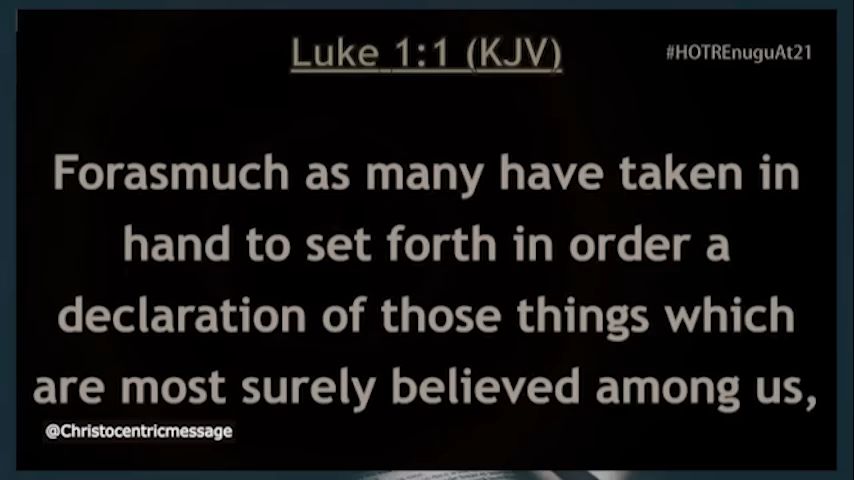 Luke 1:1 (KJV)
#HOTREnuguAt21
Forasmuch as many have taken in
hand to set forth in order a
declaration of those things which
are most surely believed among us,
@Christocentricmessage